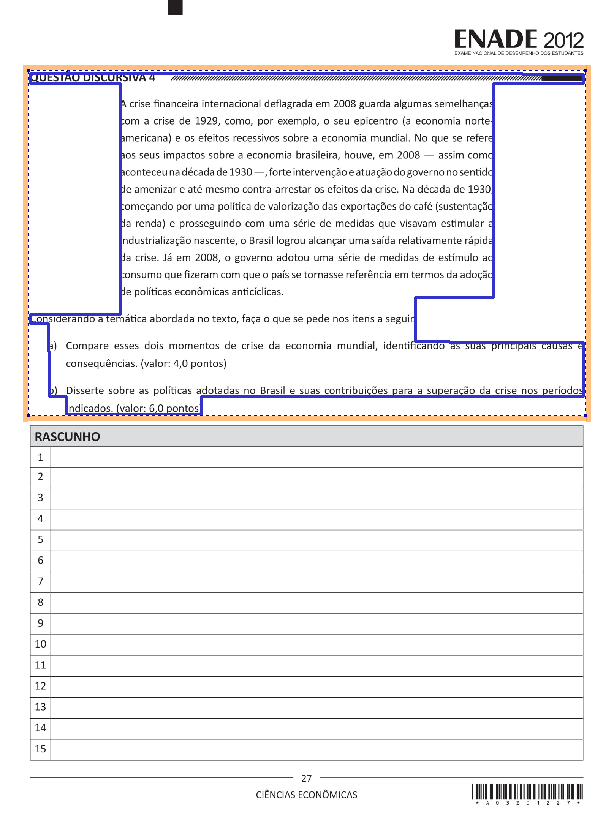 ENADE 2012
EXAME NACIONAL DE DESEMPENHO DOS ESTUDANTES
QUESTÃO DISCURSIVA 4
A crise financeira internacional deflagrada em 2008 guarda algumas semelhanças
com a crise de 1929, como, por exemplo, o seu epicentro (a economia norte-
americana) e os efeitos recessivos sobre a economia mundial. No que se refere
aos seus impactos sobre a economia brasileira, houve, em 2008 — assim como
aconteceu na década de 1930 —, forte intervenção e atuação do governo no sentido
de amenizar e até mesmo contra arrestar os efeitos da crise. Na década de 1930,
começando por uma política de valorização das exportações do café (sustentação
da renda) e prosseguindo com uma série de medidas que visavam estimular a
industrialização nascente, o Brasil logrou alcançar uma saída relativamente rápida
da crise. Já em 2008, o governo adotou uma série de medidas de estímulo ao
consumo que fizeram com que o país se tornasse referência em termos da adoção
de políticas econômicas anticíclicas.
Considerando a temática abordada no texto, faça o que se pede nos itens a seguir.
a) Compare esses dois momentos de crise da economia mundial, identificando as suas principais causas e
consequências. (valor: 4,0 pontos)
b) Disserte sobre as políticas adotadas no Brasil e suas contribuições para a superação da crise nos períodos
indicados. (valor: 6,0 pontos)
RASCUNHO
1
2
3
4
5
6
7
8
9
10
11
12
13
14
15
27
CIÊNCIAS ECONÔMICAS